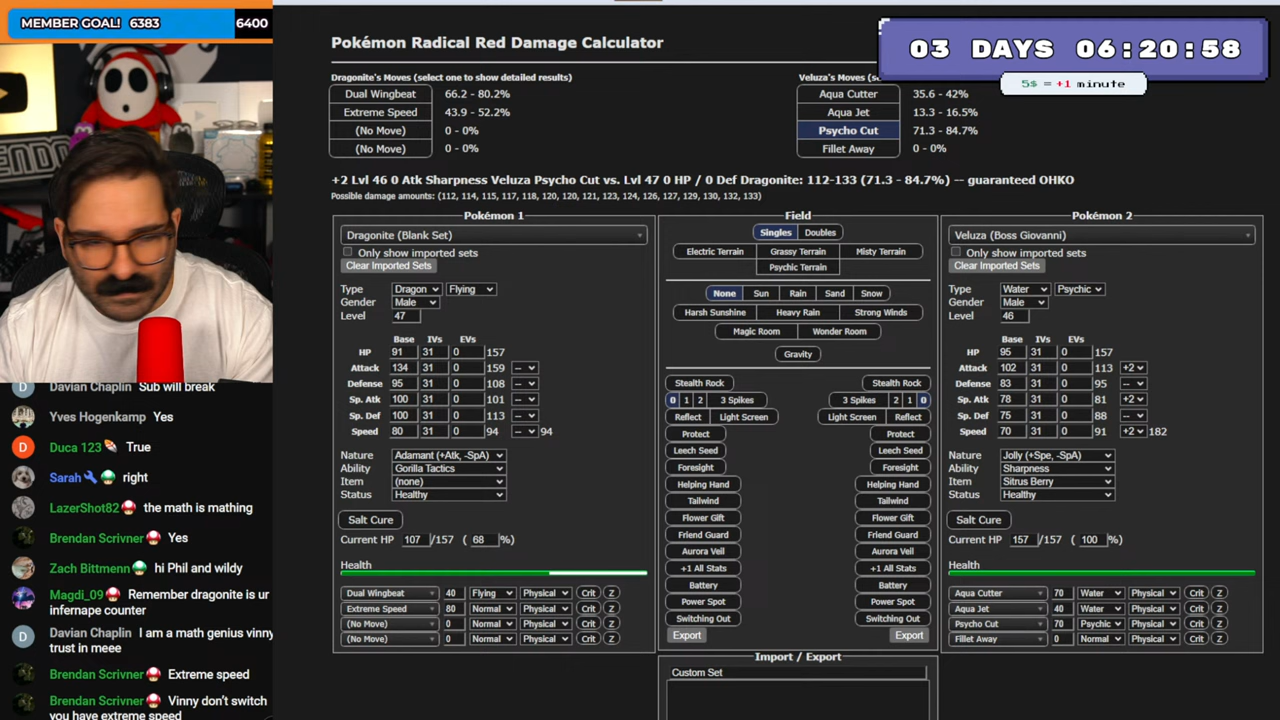 MEMBER GOAL! 6383 6400
03 DAYS 06:20:58
5$ = +1 minute
Pokémon Radical Red Damage Calculator
Dragonite's Moves (select one to show detailed results)
Dual Wingbeat 66.2 - 80.2%
Extreme Speed 43.9 - 52.2%
(No Move) 0 - 0%
(No Move) 0 - 0%
Veluza's Moves (se
Aqua Cutter 35.6 - 42%
Aqua Jet 13.3 - 16.5%
Psycho Cut 71.3 - 84.7%
Fillet Away 0 - 0%
+2 Lvl 46 0 Atk Sharpness Veluza Psycho Cut vs. Lvl 47 0 HP / 0 Def Dragonite: 112-133 (71.3 - 84.7%) -- guaranteed OHKO
Possible damage amounts: (112, 114, 115, 117, 118, 120, 120, 121, 123, 124, 126, 127, 129, 130, 132, 133)
Pokémon 1
Dragonite (Blank Set)
Only show imported sets
Clear Imported Sets
Type Dragon Flying
Gender Male
Level 47
Base IVs EVs
HP 91 31 0 157
Attack 134 31 0 159 --
Defense 95 31 0 108 --
Sp. Atk 100 31 0 101 --
Sp. Def 100 31 0 113 --
Speed 80 31 0 94 -- 94
Nature Adamant (+Atk, -SpA)
Ability Gorilla Tactics
Item (none)
Status Healthy
Salt Cure
Current HP 107 /157 ( 68 %)
Health
Dual Wingbeat 40 Flying Physical Crit Z
Extreme Speed 80 Normal Physical Crit Z
(No Move) 0 Normal Physical Crit Z
(No Move) 0 Normal Physical Crit Z
Field
Singles Doubles
Electric Terrain Grassy Terrain Misty Terrain
Psychic Terrain
None Sun Rain Sand Snow
Harsh Sunshine Heavy Rain Strong Winds
Magic Room Wonder Room
Gravity
Stealth Rock Stealth Rock
0 1 2 3 Spikes 3 Spikes 2 1 0
Reflect Light Screen Light Screen Reflect
Protect Protect
Leech Seed Leech Seed
Foresight Foresight
Helping Hand Helping Hand
Tailwind Tailwind
Flower Gift Flower Gift
Friend Guard Friend Guard
Aurora Veil Aurora Veil
+1 All Stats +1 All Stats
Battery Battery
Power Spot Power Spot
Switching Out Switching Out
Export Export
Import / Export
Custom Set
Pokémon 2
Veluza (Boss Giovanni)
Only show imported sets
Clear Imported Sets
Type Water Psychic
Gender Male
Level 46
Base IVs EVs
HP 95 31 0 157
Attack 102 31 0 113 +2
Defense 83 31 0 95 --
Sp. Atk 78 31 0 81 +2
Sp. Def 75 31 0 88 --
Speed 70 31 0 91 +2 182
Nature Jolly (+Spe, -SpA)
Ability Sharpness
Item Sitrus Berry
Status Healthy
Salt Cure
Current HP 157 /157 ( 100 %)
Health
Aqua Cutter 70 Water Physical Crit Z
Aqua Jet 40 Water Physical Crit Z
Psycho Cut 70 Psychic Physical Crit Z
Fillet Away 0 Normal Physical Crit Z
Davian Chaplin Sub will break
Yves Hogenkamp Yes
Duca 123 True
Sarah right
LazerShot82 the math is mathing
Brendan Scrivner Yes
Zach Bittmenn hi Phil and wildy
Magdi_09 Remember dragonite is ur
infernape counter
Davian Chaplin I am a math genius vinny
trust in meee
Brendan Scrivner Extreme speed
Brendan Scrivner Vinny don't switch
you have extreme speed